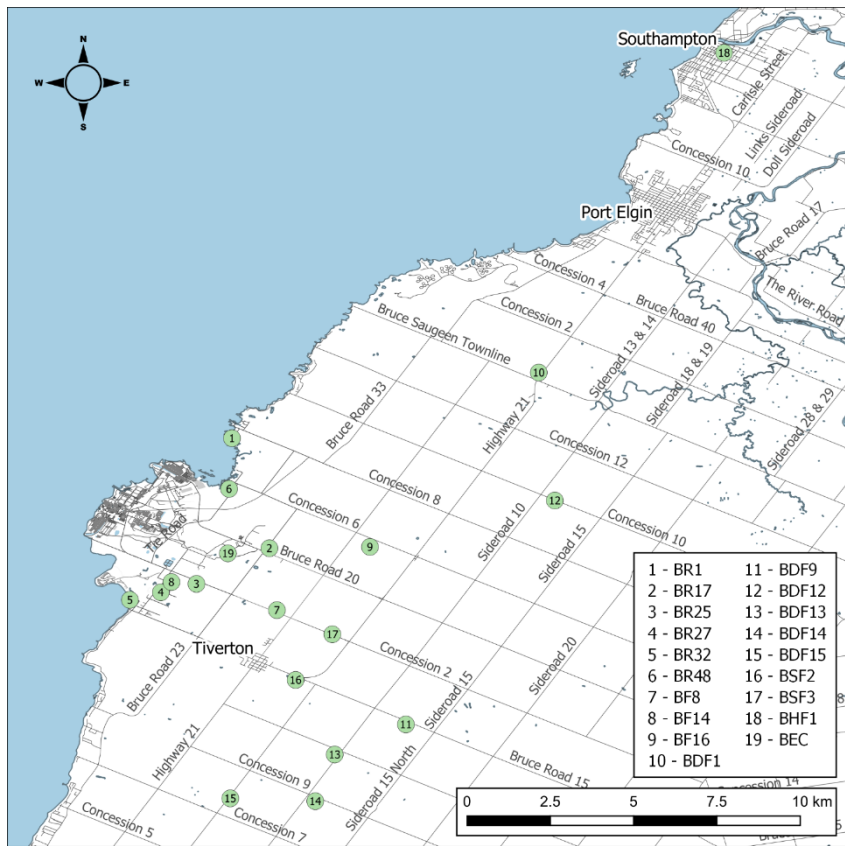 Southampton
18
N
W
E
S
Carlisle Street
Links Sideroad
Doll Sideroad
Concession 10
Port Elgin
Bruce Road 17
The River Road
Concession 4
Concession 2
Bruce Road 40
Bruce Saugeen Townline
Sideroad 13 & 14
Sideroad 18 & 19
Sideroad 28 & 29
10
Bruce Road 33
Highway 21
1
Concession 12
Concession 8
6
12
Concession 10
Sideroad 10
Tie Road
Concession 6
19
2
9
Bruce Road 20
Sideroad 15
8
3
4
5
7
17
Tiverton
Concession 2
Sideroad 20
Bruce Road 23
16
Sideroad 15
11
Highway 21
13
Sideroad 15 North
Bruce Road 15
Concession 9
15
14
Concession 14
Concession 5
Concession 7
1 - BR1
2 - BR17
3 - BR25
4 - BR27
5 - BR32
6 - BR48
7 - BF8
8 - BF14
9 - BF16
10 - BDF1
11 - BDF9
12 - BDF12
13 - BDF13
14 - BDF14
15 - BDF15
16 - BSF2
17 - BSF3
18 - BHF1
19 - BEC
0 2.5 5 7.5 10 km